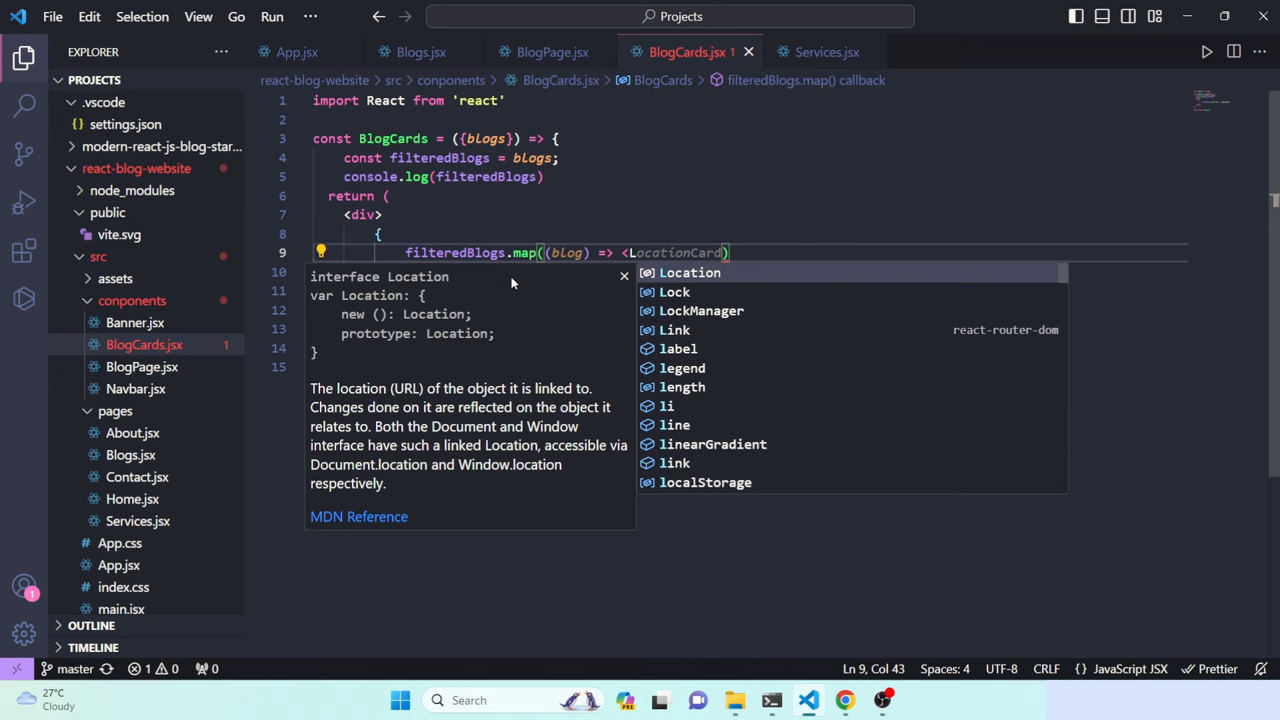 File Edit Selection View Go Run ··· Projects
EXPLORER ···
App.jsx Blogs.jsx BlogPage.jsx BlogCards.jsx 1 Services.jsx
PROJECTS
.vscode
settings.json
modern-react-js-blog-star...
react-blog-website
node_modules
public
vite.svg
src
assets
conponents
Banner.jsx
BlogCards.jsx 1
BlogPage.jsx
Navbar.jsx
pages
About.jsx
Blogs.jsx
Contact.jsx
Home.jsx
Services.jsx
App.css
App.jsx
index.css
main.jsx
OUTLINE
TIMELINE
1
react-blog-website > src > conponents > BlogCards.jsx > BlogCards > filteredBlogs.map() callback
1 import React from 'react'
2
3 const BlogCards = ({blogs}) => {
4 const filteredBlogs = blogs;
5 console.log(filteredBlogs)
6 return (
7 <div>
8 {
9 filteredBlogs.map((blog) => <LocationCard)
10
11
12
13
14
15
interface Location
var Location: {
new (): Location;
prototype: Location;
}
The location (URL) of the object it is linked to.
Changes done on it are reflected on the object it
relates to. Both the Document and Window
interface have such a linked Location, accessible via
Document.location and Window.location
respectively.
MDN Reference
Location
Lock
LockManager
Link react-router-dom
label
legend
length
li
line
linearGradient
link
localStorage
master 1 0 0 Ln 9, Col 43 Spaces: 4 UTF-8 CRLF {} JavaScript JSX Prettier
27°C
Cloudy
Search
PRE